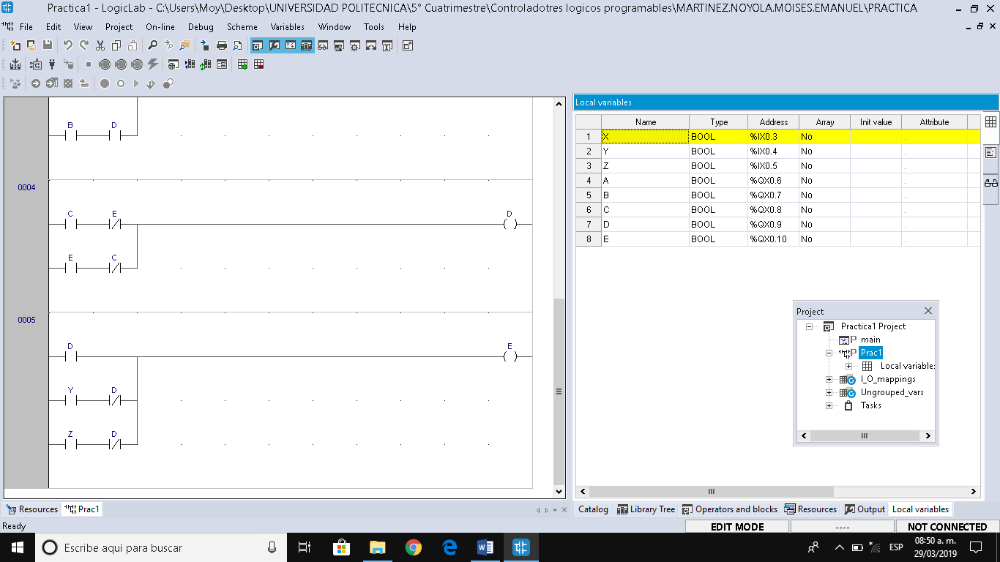 Practica1 - LogicLab - C:\Users\Moy\Desktop\UNIVERSIDAD POLITECNICA\5° Cuatrimestre\Controladotres logicos programables\MARTINEZ.NOYOLA.MOISES.EMANUEL\PRACTICA
File Edit View Project On-line Debug Scheme Variables Window Tools Help
B D
0004
C E D
E C
0005
D E
Y D
Z D
Local variables
Name Type Address Array Init value Attribute
1 X BOOL %IX0.3 No ..
2 Y BOOL %IX0.4 No ..
3 Z BOOL %IX0.5 No ..
4 A BOOL %QX0.6 No ..
5 B BOOL %QX0.7 No ..
6 C BOOL %QX0.8 No ..
7 D BOOL %QX0.9 No ..
8 E BOOL %QX0.10 No ..
Project
Practica1 Project
P main
P Prac1
Local variable:
I_O_mappings
Ungrouped_vars
Tasks
Resources Prac1
Catalog Library Tree Operators and blocks Resources Output Local variables
Ready EDIT MODE ---- NOT CONNECTED
Escribe aquí para buscar
ESP
08:50 a. m.
29/03/2019